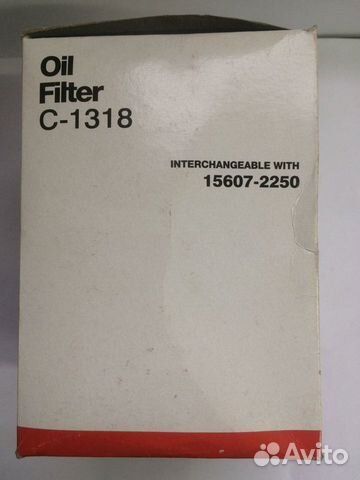 Oil
Filter
C-1318
INTERCHANGEABLE WITH
15607-2250
Avito